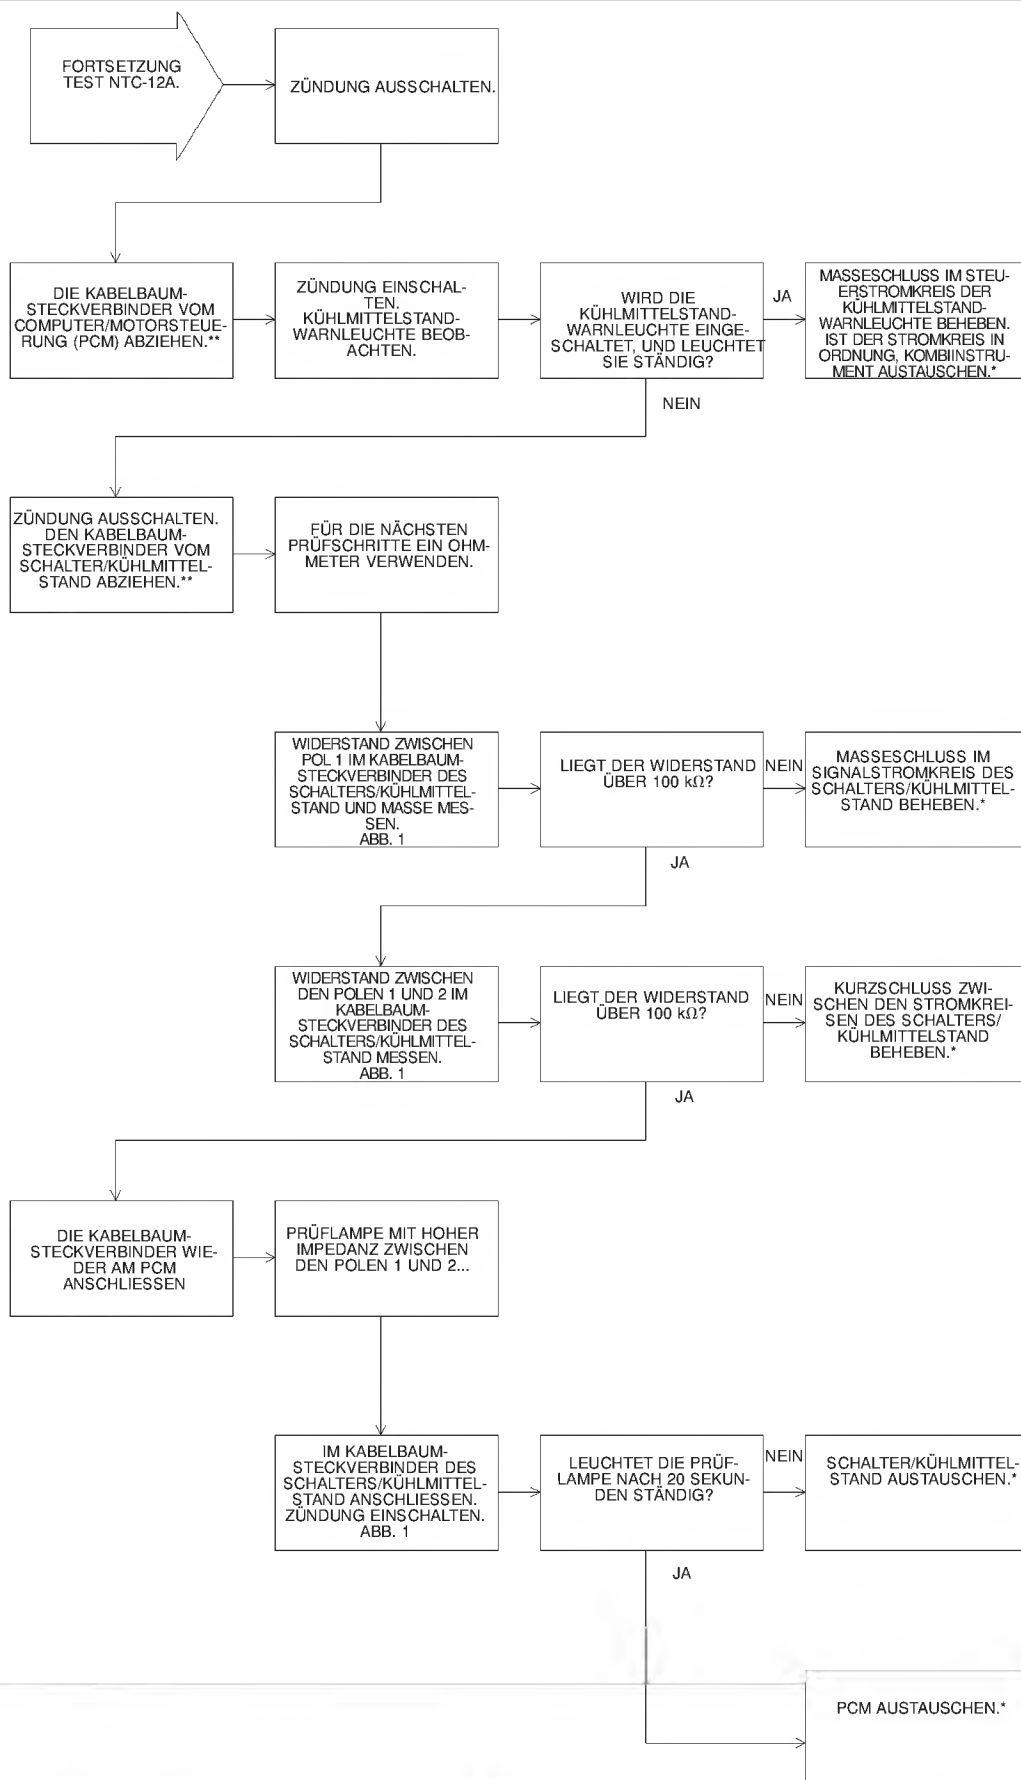 FORTSETZUNG
TEST NTC-12A.
ZÜNDUNG AUSSCHALTEN.
DIE KABELBAUM-
STECKVERBINDER VOM
COMPUTER/MOTORSTEUE-
RUNG (PCM) ABZIEHEN.**
ZÜNDUNG EINSCHAL-
TEN.
KÜHLMITTELSTAND-
WARNLEUCHTE BEOB-
ACHTEN.
WIRD DIE
KÜHLMITTELSTAND-
WARNLEUCHTE EINGE-
SCHALTET, UND LEUCHTET
SIE STÄNDIG?
JA
MASSESCHLUSS IM STEU-
ERSTROMKREIS DER
KÜHLMITTELSTAND-
WARNLEUCHTE BEHEBEN.
IST DER STROMKREIS IN
ORDNUNG, KOMBIINSTRU-
MENT AUSTAUSCHEN.*
NEIN
ZÜNDUNG AUSSCHALTEN.
DEN KABELBAUM-
STECKVERBINDER VOM
SCHALTER/KÜHLMITTEL-
STAND ABZIEHEN.**
FÜR DIE NÄCHSTEN
PRÜFSCHRITTE EIN OHM-
METER VERWENDEN.
WIDERSTAND ZWISCHEN
POL 1 IM KABELBAUM-
STECKVERBINDER DES
SCHALTERS/KÜHLMITTEL-
STAND UND MASSE MES-
SEN.
ABB. 1
LIEGT DER WIDERSTAND
ÜBER 100 kΩ?
NEIN
MASSESCHLUSS IM
SIGNALSTROMKREIS DES
SCHALTERS/KÜHLMITTEL-
STAND BEHEBEN.*
JA
WIDERSTAND ZWISCHEN
DEN POLEN 1 UND 2 IM
KABELBAUM-
STECKVERBINDER DES
SCHALTERS/KÜHLMITTEL-
STAND MESSEN.
ABB. 1
LIEGT DER WIDERSTAND
ÜBER 100 kΩ?
NEIN
KURZSCHLUSS ZWI-
SCHEN DEN STROMKREI-
SEN DES SCHALTERS/
KÜHLMITTELSTAND
BEHEBEN.*
JA
DIE KABELBAUM-
STECKVERBINDER WIE-
DER AM PCM
ANSCHLIESSEN
PRÜFLAMPE MIT HOHER
IMPEDANZ ZWISCHEN
DEN POLEN 1 UND 2...
IM KABELBAUM-
STECKVERBINDER DES
SCHALTERS/KÜHLMITTEL-
STAND ANSCHLIESSEN.
ZÜNDUNG EINSCHALTEN.
ABB. 1
LEUCHTET DIE PRÜF-
LAMPE NACH 20 SEKUN-
DEN STÄNDIG?
NEIN
SCHALTER/KÜHLMITTEL-
STAND AUSTAUSCHEN.*
JA
PCM AUSTAUSCHEN.*